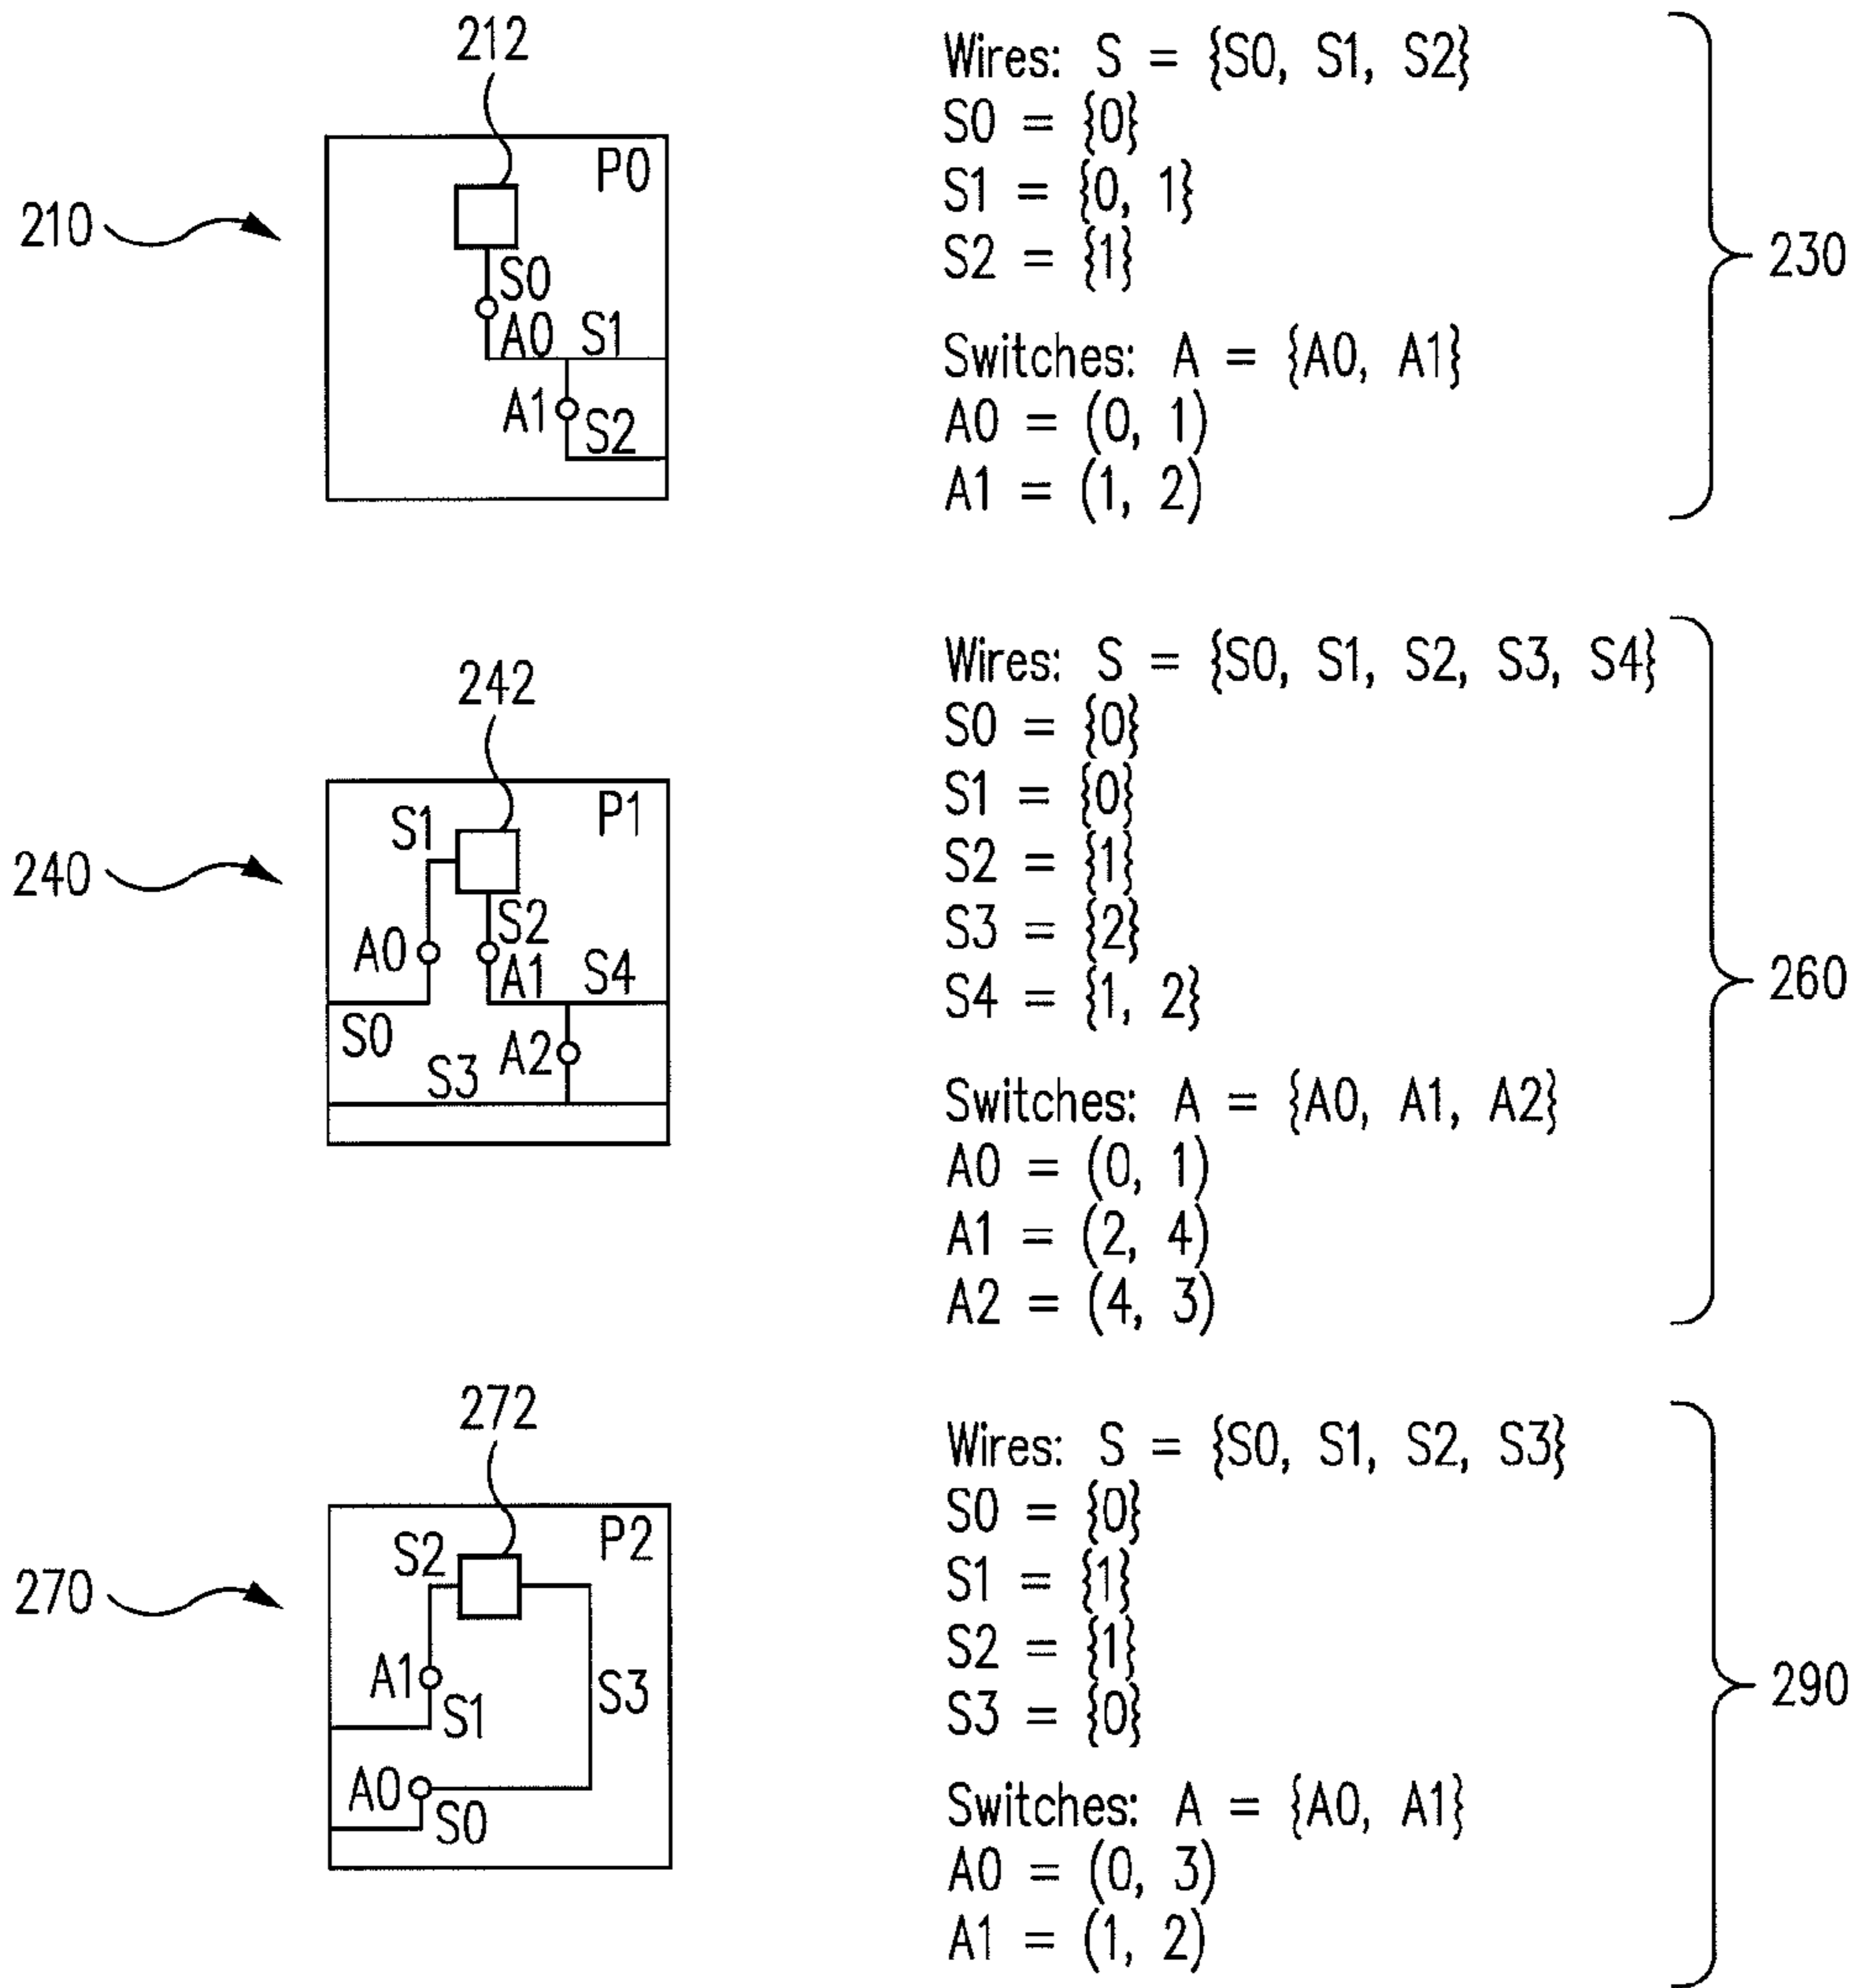 212
P0
210
S0
A0 S1
A1 S2
Wires: S = {S0, S1, S2}
S0 = {0}
S1 = {0, 1}
S2 = {1}
Switches: A = {A0, A1}
A0 = (0, 1)
A1 = (1, 2)
230
242
P1
S1
240
S2
A0 A1 S4
S0
S3 A2
Wires: S = {S0, S1, S2, S3, S4}
S0 = {0}
S1 = {0}
S2 = {1}
S3 = {2}
S4 = {1, 2}
Switches: A = {A0, A1, A2}
A0 = (0, 1)
A1 = (2, 4)
A2 = (4, 3)
260
272
P2
S2
270
A1 S3
S1
A0
S0
Wires: S = {S0, S1, S2, S3}
S0 = {0}
S1 = {1}
S2 = {1}
S3 = {0}
Switches: A = {A0, A1}
A0 = (0, 3)
A1 = (1, 2)
290